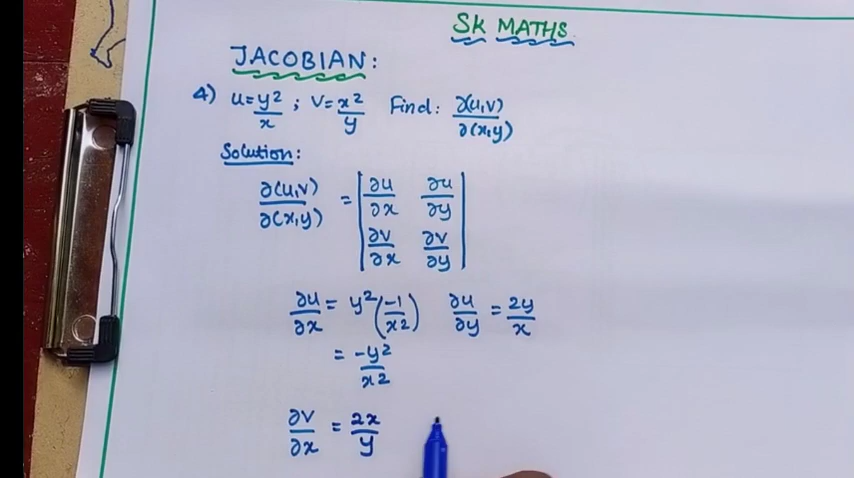 SK MATHS
JACOBIAN:
4) u = y²/x ; v = x²/y Find: ∂(u,v)/∂(x,y)
Solution:
∂(u,v)/∂(x,y) = | ∂u/∂x ∂u/∂y |
| ∂v/∂x ∂v/∂y |
∂u/∂x = y²(-1/x²) ∂u/∂y = 2y/x
= -y²/x²
∂v/∂x = 2x/y